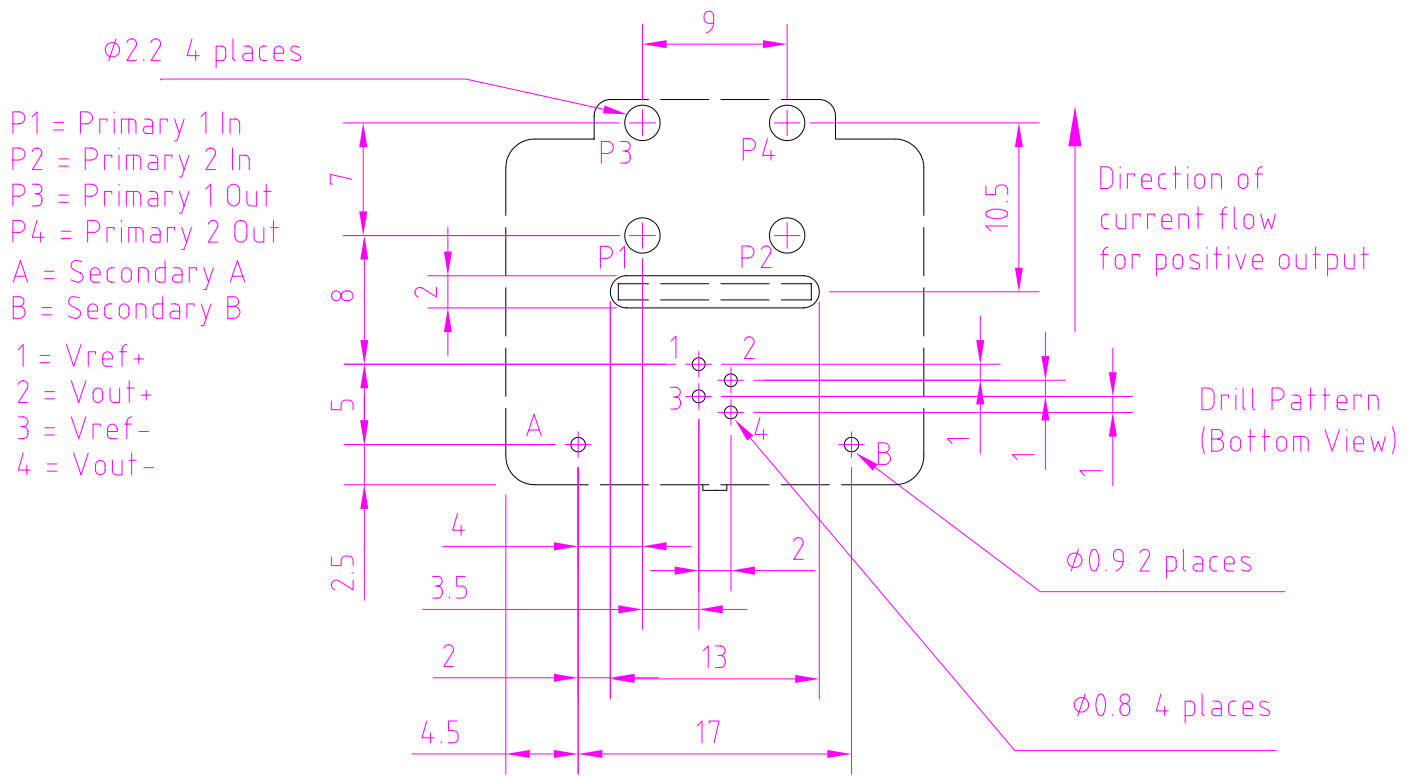 9
Ø2.2 4 places
P1 = Primary 1 In
P2 = Primary 2 In
P3 = Primary 1 Out
P4 = Primary 2 Out
A = Secondary A
B = Secondary B
1 = Vref+
2 = Vout+
3 = Vref-
4 = Vout-
P3
P4
7
10.5
Direction of
current flow
for positive output
P1
P2
8
2
1
2
3
4
5
A
B
1
1
1
Drill Pattern
(Bottom View)
2.5
4
2
Ø0.9 2 places
3.5
2
13
Ø0.8 4 places
4.5
17